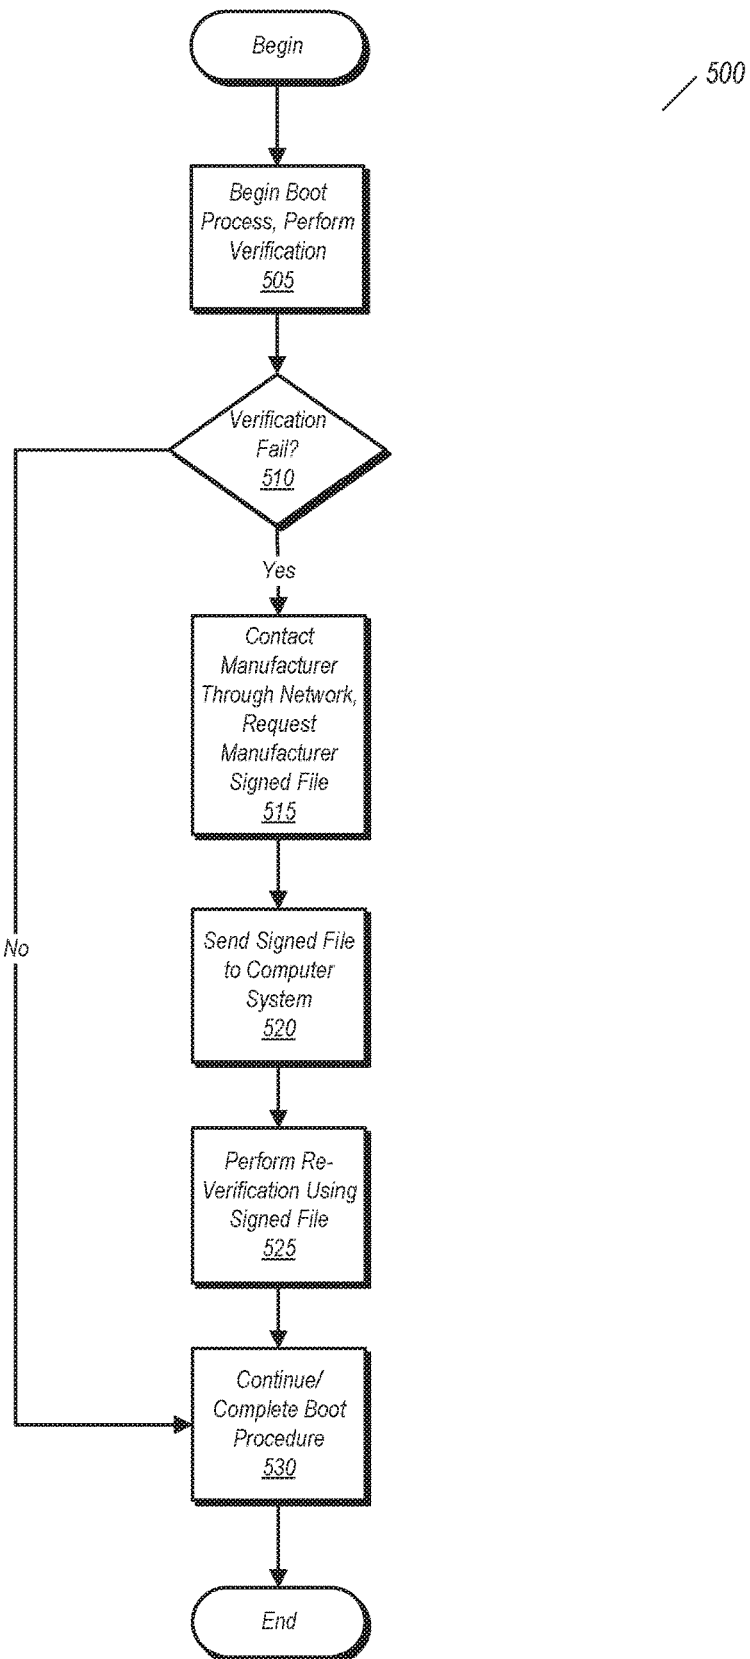 Begin
500
Begin Boot
Process, Perform
Verification
505
Verification
Fail?
510
Yes
Contact
Manufacturer
Through Network,
Request
Manufacturer
Signed File
515
No
Send Signed File
to Computer
System
520
Perform Re-
Verification Using
Signed File
525
Continue/
Complete Boot
Procedure
530
End